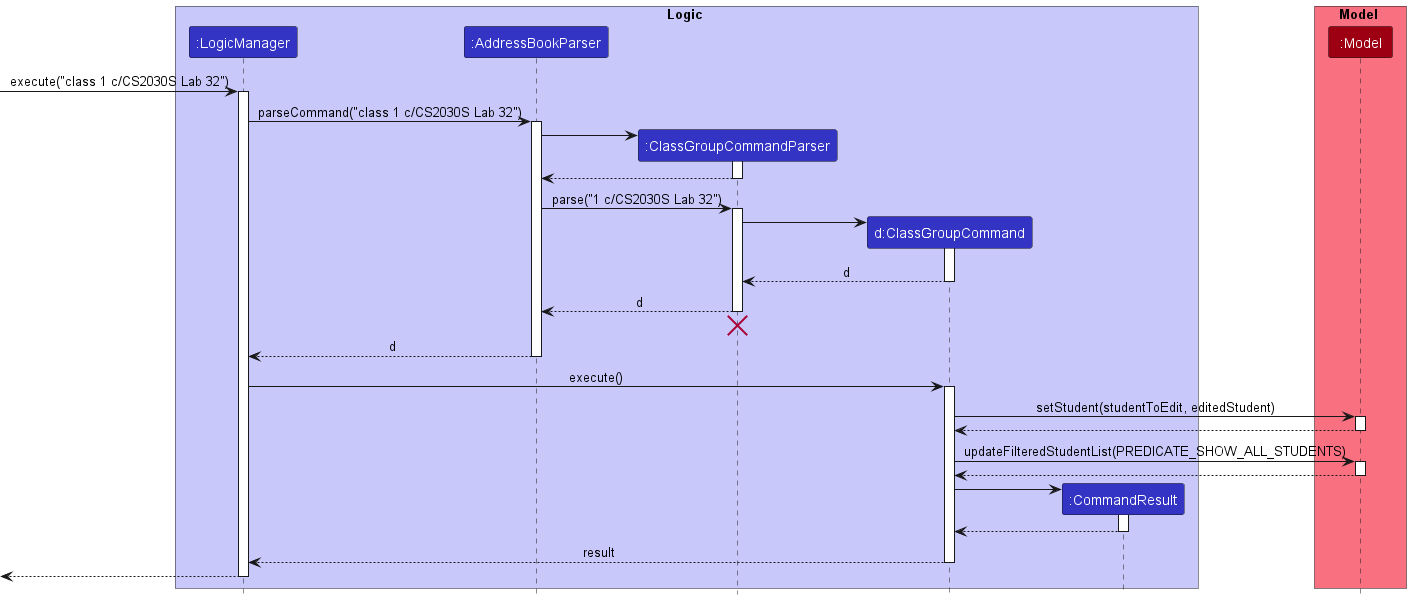 Logic
Model
:LogicManager
:AddressBookParser
:Model
execute("class 1 c/CS2030S Lab 32")
parseCommand("class 1 c/CS2030S Lab 32")
:ClassGroupCommandParser
parse("1 c/CS2030S Lab 32")
d:ClassGroupCommand
d
d
d
execute()
setStudent(studentToEdit, editedStudent)
updateFilteredStudentList(PREDICATE_SHOW_ALL_STUDENTS)
:CommandResult
result